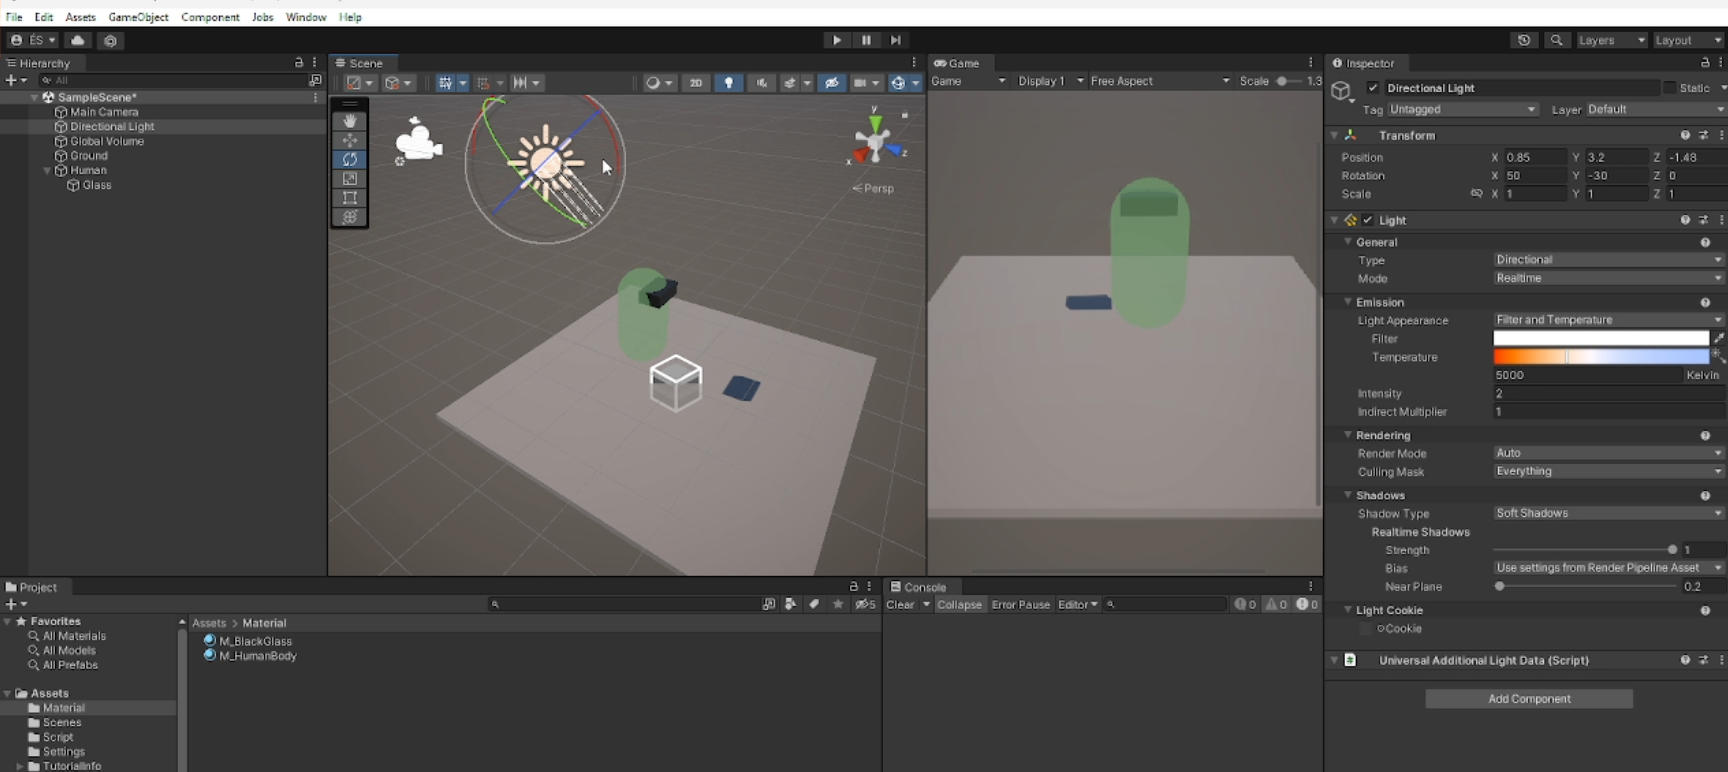 File Edit Assets GameObject Component Jobs Window Help
ÉS Layers Layout
Hierarchy
All
SampleScene*
Main Camera
Directional Light
Global Volume
Ground
Human
Glass
Scene
2D
y
x
z
Persp
Game
Game Display 1 Free Aspect Scale 1.3
Inspector
Directional Light Static
Tag Untagged Layer Default
Transform
Position X 0.85 Y 3.2 Z -1.48
Rotation X 50 Y -30 Z 0
Scale X 1 Y 1 Z 1
Light
General
Type Directional
Mode Realtime
Emission
Light Appearance Filter and Temperature
Filter
Temperature
5000 Kelvin
Intensity 2
Indirect Multiplier 1
Rendering
Render Mode Auto
Culling Mask Everything
Shadows
Shadow Type Soft Shadows
Realtime Shadows
Strength 1
Bias Use settings from Render Pipeline Asset
Near Plane 0.2
Light Cookie
Cookie
Universal Additional Light Data (Script)
Add Component
Project
5
Favorites
All Materials
All Models
All Prefabs
Assets
Material
Scenes
Script
Settings
TutorialInfo
Assets > Material
M_BlackGlass
M_HumanBody
Console
Clear Collapse Error Pause Editor 0 0 0